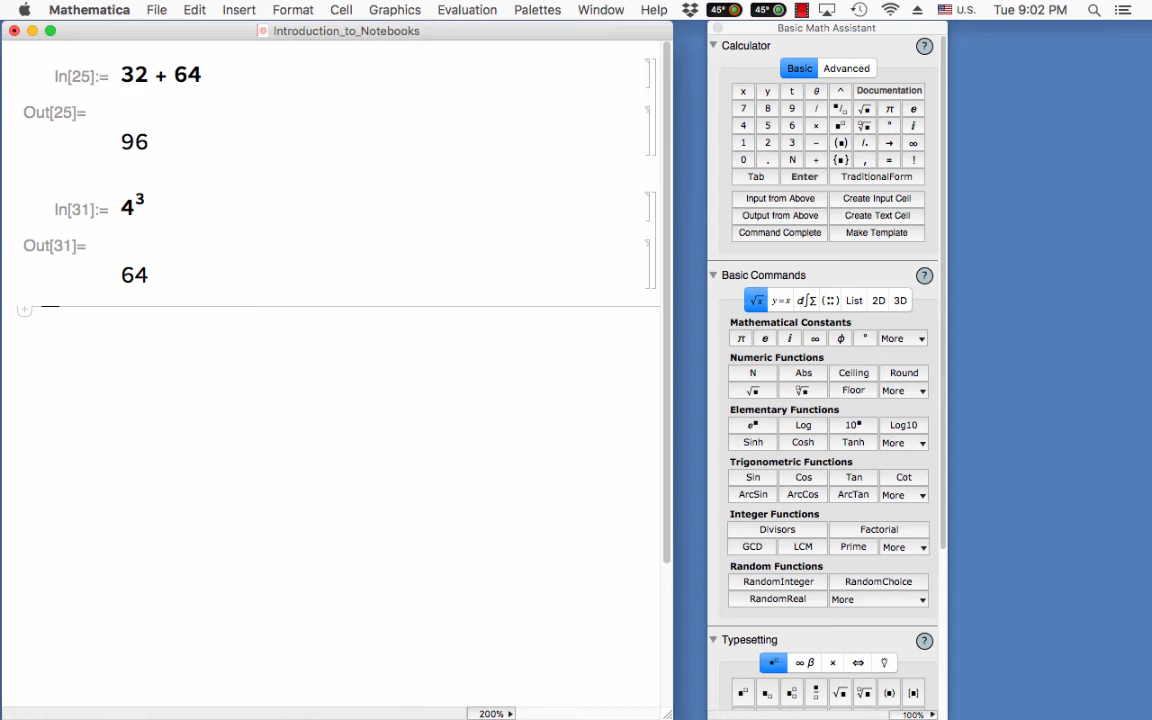 Mathematica File Edit Insert Format Cell Graphics Evaluation Palettes Window Help 45° 45° U.S. Tue 9:02 PM
Introduction_to_Notebooks
In[25]:= 32 + 64
Out[25]=
96
In[31]:= 4³
Out[31]=
64
200%
Basic Math Assistant
Calculator ?
Basic Advanced
x y t θ ^ Documentation
7 8 9 / ▪/▫ √▪ π e
4 5 6 × ▪▫ ▫√▪ ° i
1 2 3 − (▪) /. → ∞
0 . N + {▪} , = !
Tab Enter TraditionalForm
Input from Above Create Input Cell
Output from Above Create Text Cell
Command Complete Make Template
Basic Commands ?
√x y=x d∫Σ (::) List 2D 3D
Mathematical Constants
π e i ∞ ϕ ° More
Numeric Functions
N Abs Ceiling Round
√▪ ▫√▪ Floor More
Elementary Functions
e▪ Log 10▪ Log10
Sinh Cosh Tanh More
Trigonometric Functions
Sin Cos Tan Cot
ArcSin ArcCos ArcTan More
Integer Functions
Divisors Factorial
GCD LCM Prime More
Random Functions
RandomInteger RandomChoice
RandomReal More
Typesetting ?
▪▫ ∞β × ⇔
√▪ ▫√▪ (▪) [▪]
100%